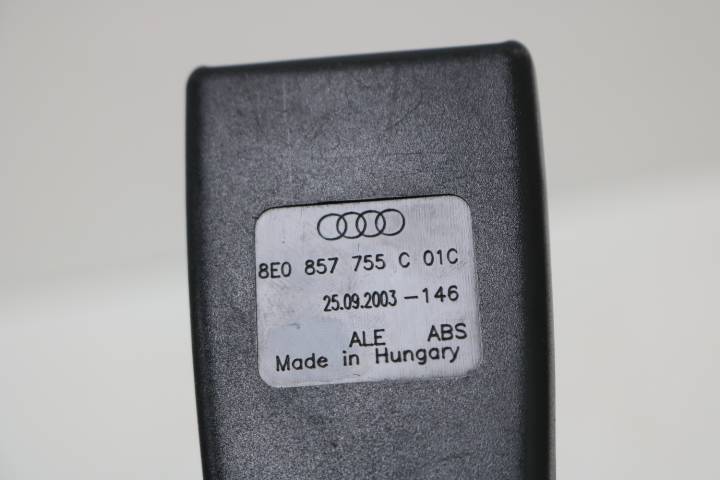 8E0 857 755 C 01C
25.09.2003 -146
ALE ABS
Made in Hungary